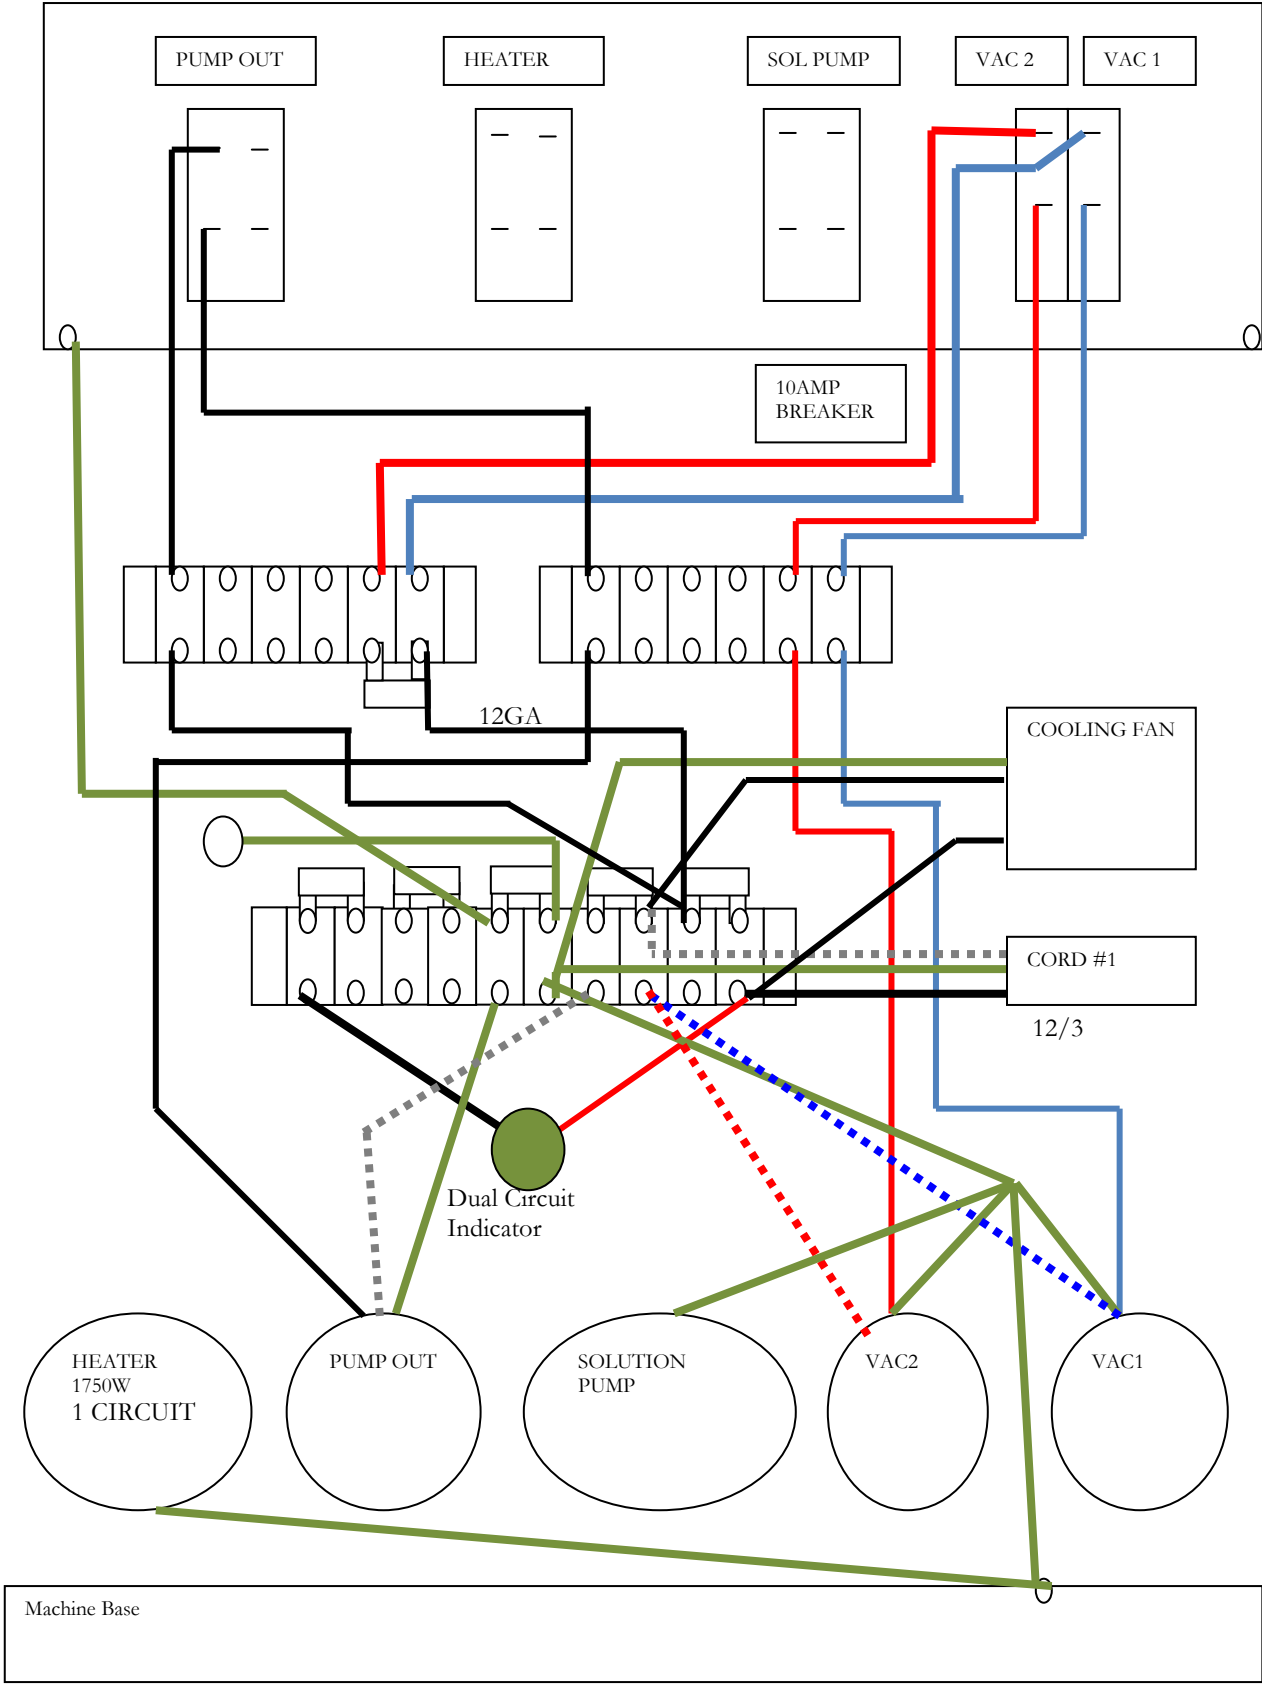 PUMP OUT
HEATER
SOL PUMP
VAC 2
VAC 1
10AMP
BREAKER
12GA
COOLING FAN
CORD #1
12/3
Dual Circuit
Indicator
HEATER
1750W
1 CIRCUIT
PUMP OUT
SOLUTION
PUMP
VAC2
VAC1
Machine Base